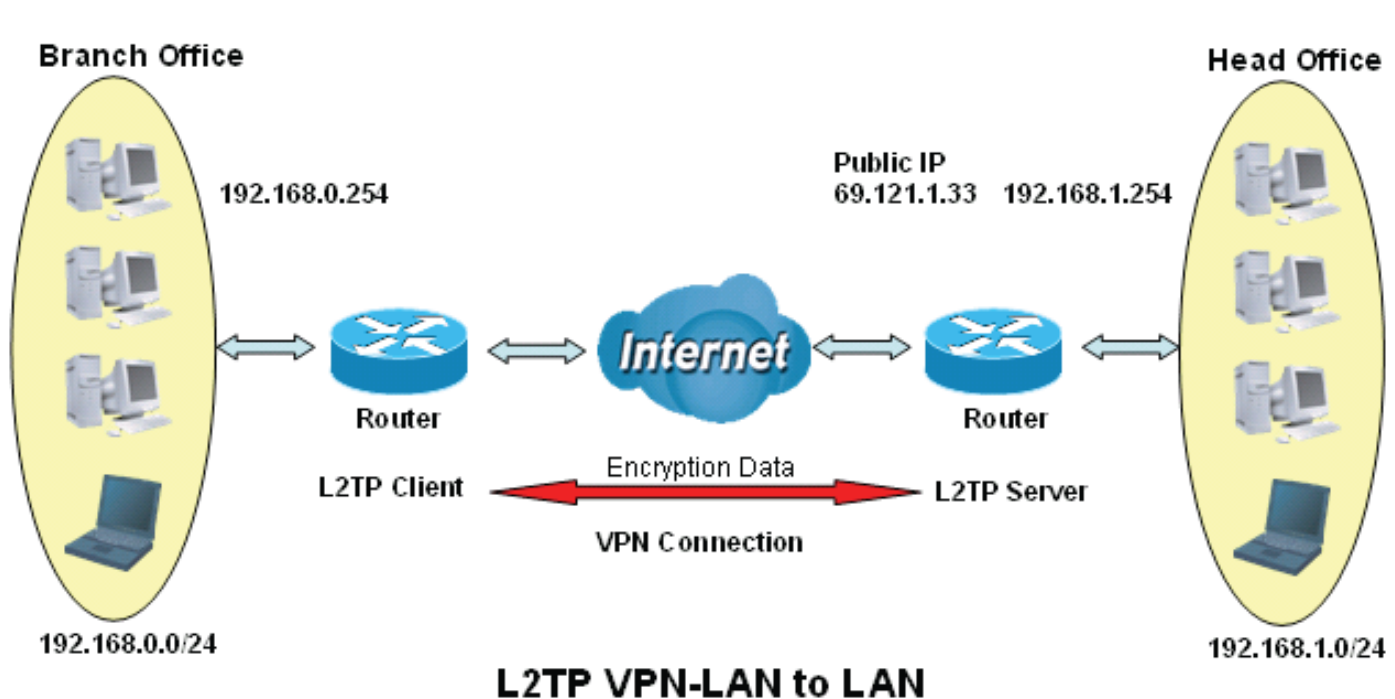 Branch Office
Head Office
192.168.0.254
Public IP
69.121.1.33 192.168.1.254
Internet
Router
Router
L2TP Client
Encryption Data
L2TP Server
VPN Connection
192.168.0.0/24
192.168.1.0/24
L2TP VPN-LAN to LAN